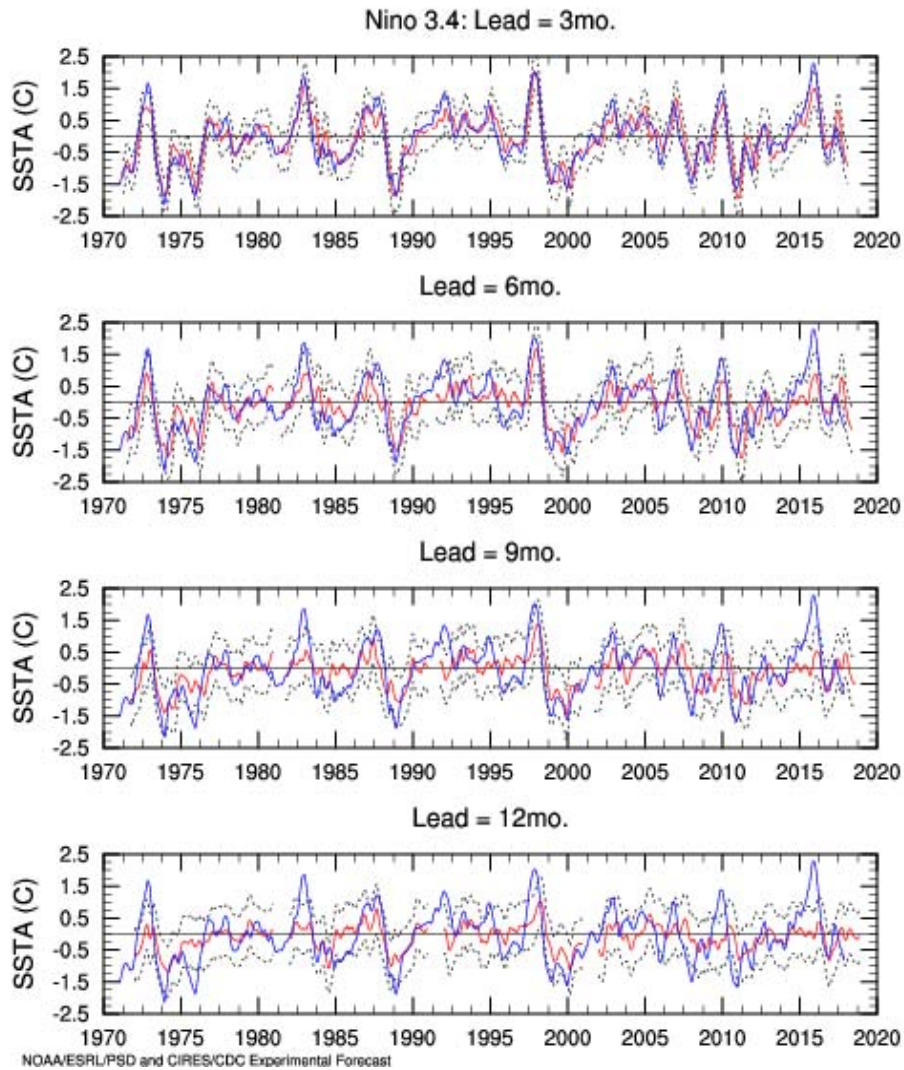 Nino 3.4: Lead = 3mo.
SSTA (C)
2.5
1.5
0.5
-0.5
-1.5
-2.5
1970 1975 1980 1985 1990 1995 2000 2005 2010 2015 2020
Lead = 6mo.
SSTA (C)
2.5
1.5
0.5
-0.5
-1.5
-2.5
1970 1975 1980 1985 1990 1995 2000 2005 2010 2015 2020
Lead = 9mo.
SSTA (C)
2.5
1.5
0.5
-0.5
-1.5
-2.5
1970 1975 1980 1985 1990 1995 2000 2005 2010 2015 2020
Lead = 12mo.
SSTA (C)
2.5
1.5
0.5
-0.5
-1.5
-2.5
1970 1975 1980 1985 1990 1995 2000 2005 2010 2015 2020
NOAA/ESRL/PSD and CIRES/CDC Experimental Forecast